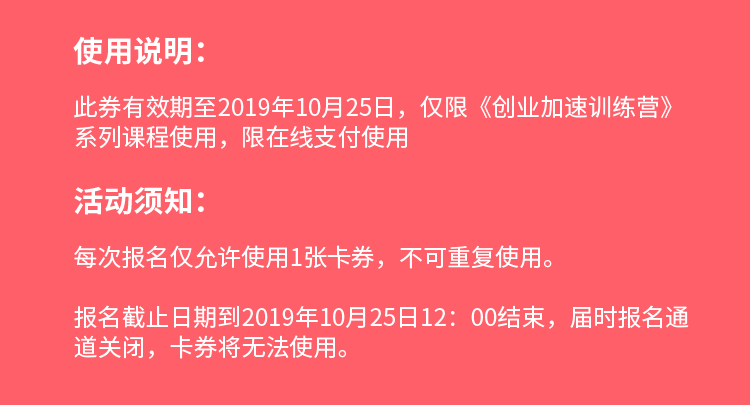 使用说明：
此券有效期至2019年10月25日，仅限《创业加速训练营》
系列课程使用，限在线支付使用
活动须知：
每次报名仅允许使用1张卡券，不可重复使用。
报名截止日期到2019年10月25日12：00结束，届时报名通
道关闭，卡券将无法使用。